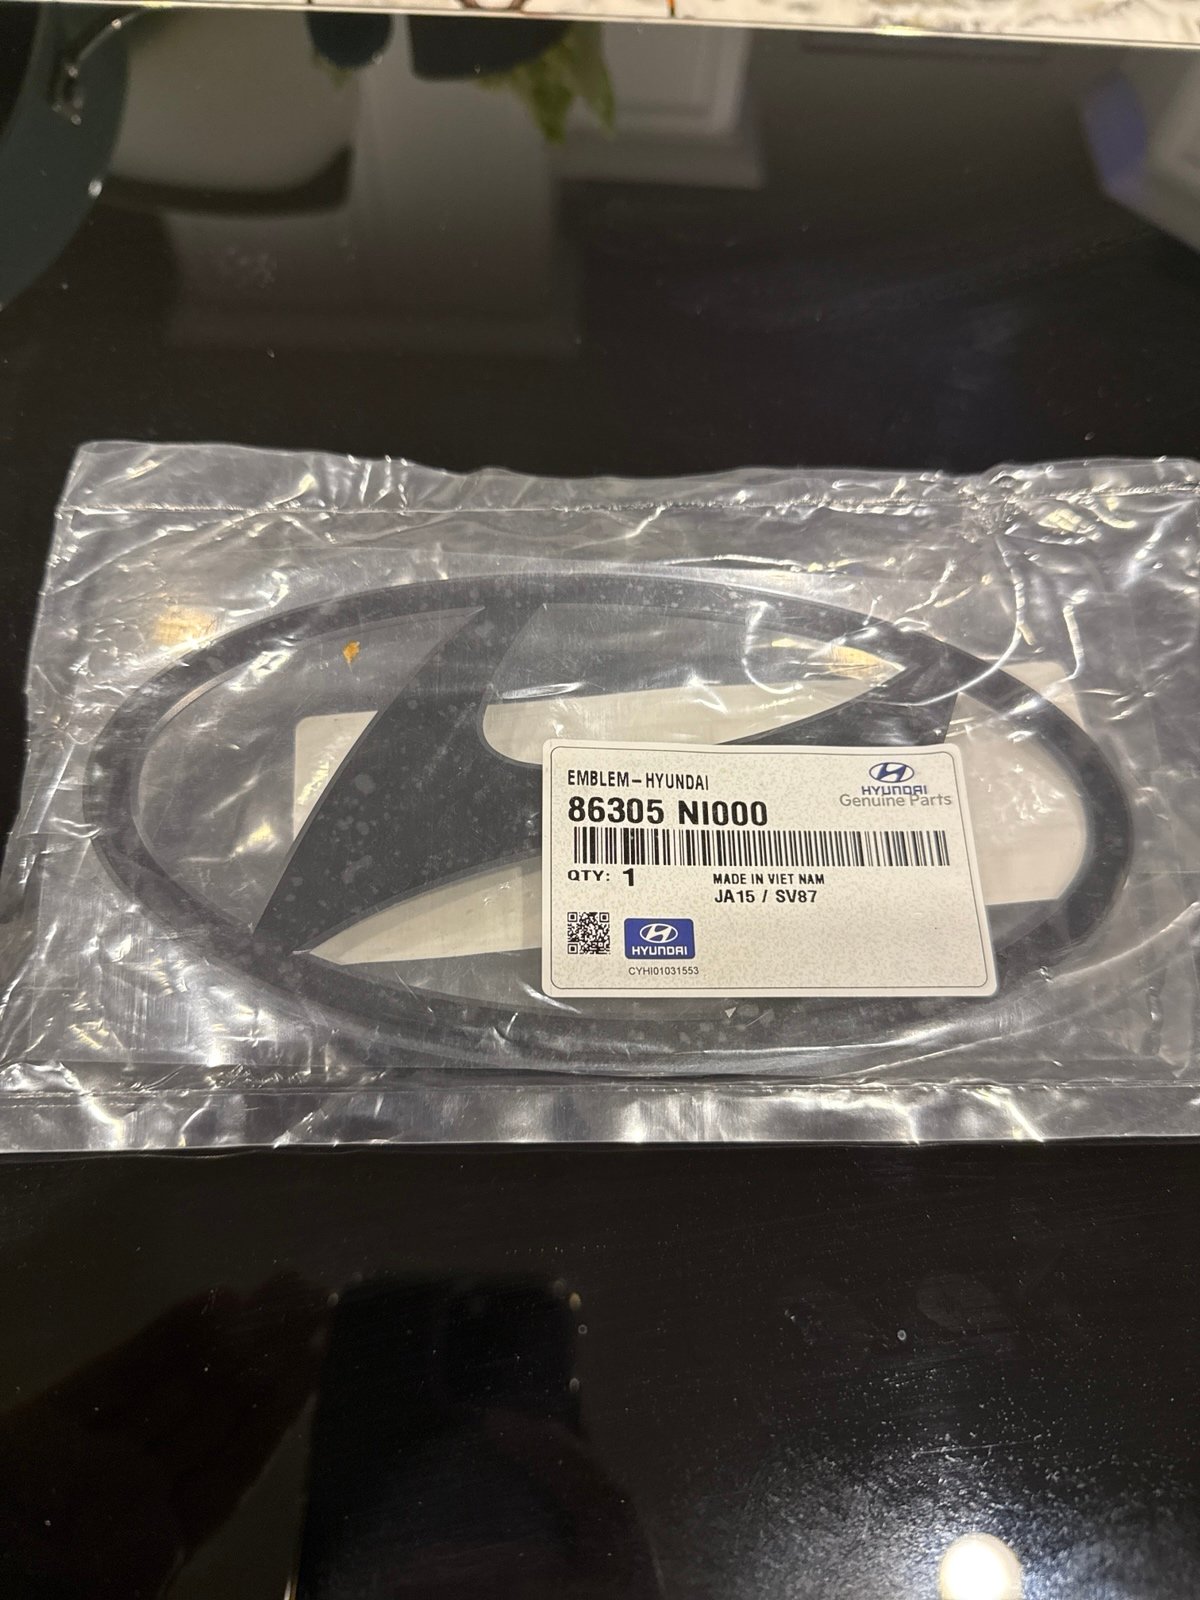 EMBLEM-HYUNDAI
HYUNDAI
Genuine Parts
86305 NI000
QTY: 1
MADE IN VIET NAM
JA15 / SV87
HYUNDAI
CYHI01031553